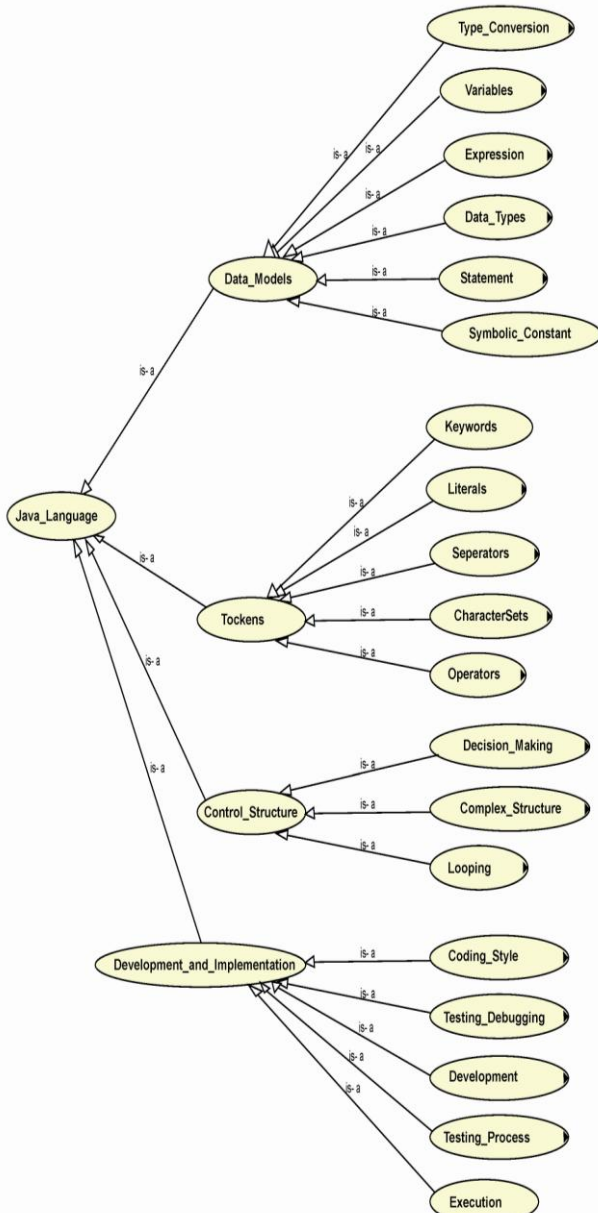 Type_Conversion
Variables
is- a
is- a
Expression
is- a
Data_Types
is- a
Data_Models
is- a
Statement
is- a
Symbolic_Constant
is- a
Keywords
Literals
is- a
Java_Language
is- a
Seperators
is- a
is- a
Tockens
is- a
CharacterSets
is- a
Operators
is- a
Decision_Making
is- a
Control_Structure
is- a
Complex_Structure
is- a
is- a
Looping
Development_and_Implementation
is- a
Coding_Style
is- a
Testing_Debugging
is- a
Development
is- a
Testing_Process
is- a
Execution